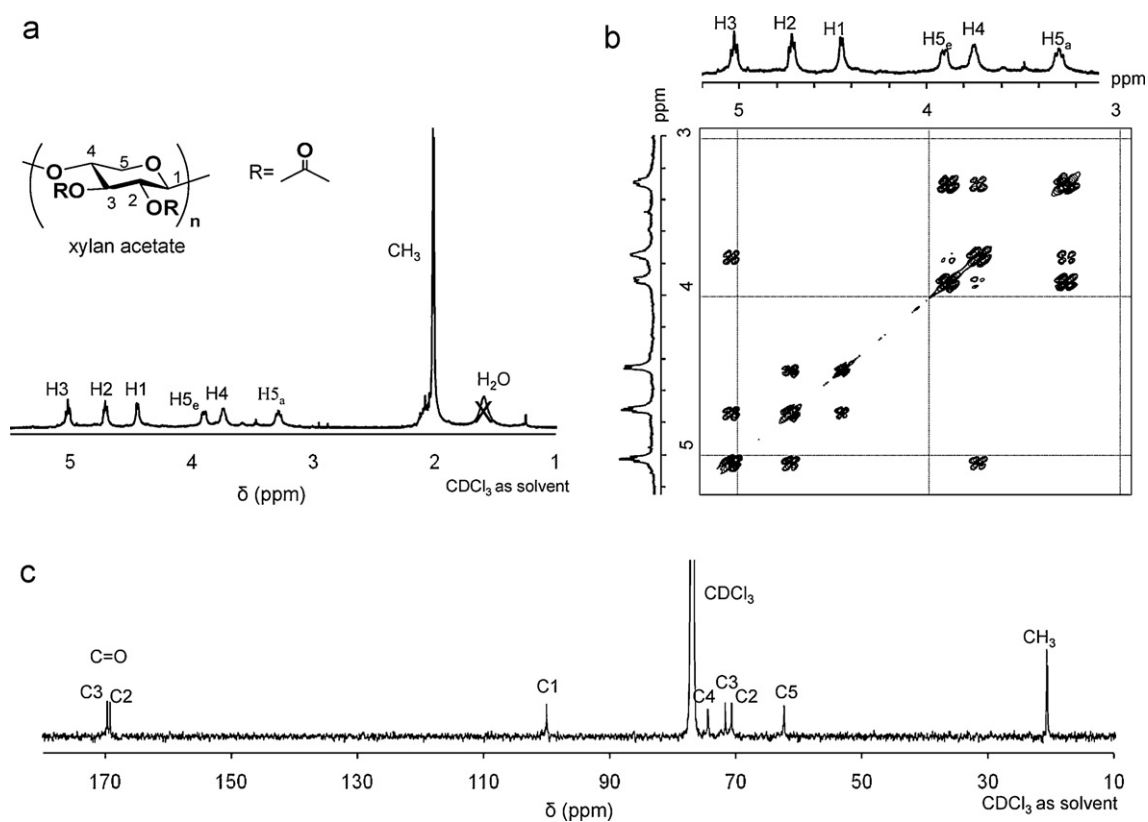 a
4
5
O
O
O
1
RO
3
2
OR
n
xylan acetate
R=
O
CH3
H3 H2 H1 H5e H4 H5a
H2O
5 4 3 2 1
δ (ppm)
CDCl3 as solvent
b
H3 H2 H1 H5e H4 H5a
ppm
5 4 3
ppm
3
4
5
c
C=O
C3 C2
C1
CDCl3
C4 C3 C2 C5
CH3
170 150 130 110 90 70 50 30 10
δ (ppm)
CDCl3 as solvent